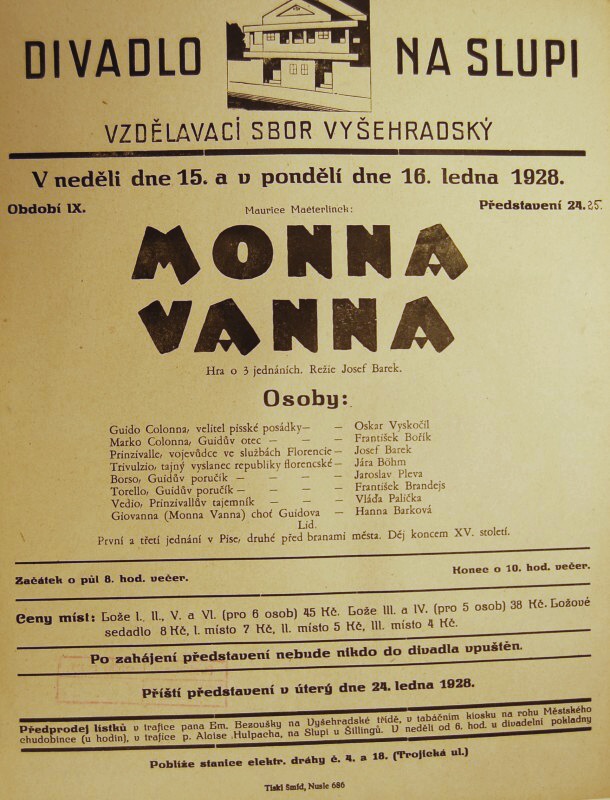 DIVADLO NA SLUPI
VZDĚLAVACÍ SBOR VYŠEHRADSKÝ
V neděli dne 15. a v pondělí dne 16. ledna 1928.
Období IX.
Maurice Maëterlinck:
Představení 24. 25.
MONNA
VANNA
Hra o 3 jednáních. Režie Josef Barek.
Osoby:
Guido Colonna, velitel pisské posádky — — Oskar Vyskočil
Marko Colonna, Guidův otec — — — František Bořík
Prinzivalle, vojevůdce ve službách Florencie — Josef Barek
Trivulzio, tajný vyslanec republiky florencské — Jára Böhm
Borso, Guidův poručík — — — — Jaroslav Pleva
Torello, Guidův poručík — — — — František Brandejs
Vedio, Prinzivallův tajemník — — — Vláďa Palička
Giovanna (Monna Vanna) choť Guidova — Hanna Barková
Lid.
První a třetí jednání v Pise, druhé před branami města. Děj koncem XV. století.
Začátek o půl 8. hod. večer.
Konec o 10. hod. večer.
Ceny míst: Lože I., II., V. a VI. (pro 6 osob) 45 Kč. Lože III. a IV. (pro 5 osob) 38 Kč. Ložové
sedadlo 8 Kč, I. místo 7 Kč, II. místo 5 Kč, III. místo 4 Kč.
Po zahájení představení nebude nikdo do divadla vpuštěn.
Příští představení v úterý dne 24. ledna 1928.
Předprodej lístků v trafice pana Em. Bezoušky na Vyšehradské třídě, v tabáčním kiosku na rohu Městského
chudobince (u hodin), v trafice p. Aloise Hulpacha, na Slupi u Šillingů. V neděli od 6. hod. u divadelní pokladny
Poblíže stanice elektr. dráhy č. 4. a 18. (Trojická ul.)
Tiskl Šmíd, Nusle 686